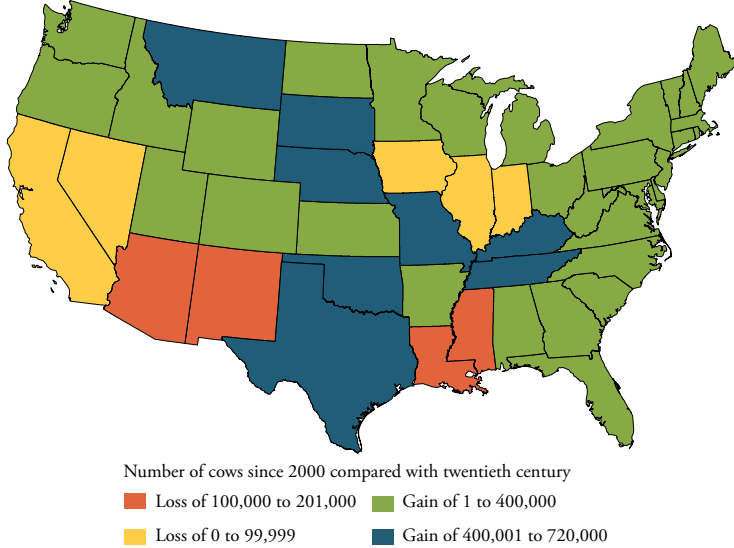 Number of cows since 2000 compared with twentieth century
Loss of 100,000 to 201,000
Gain of 1 to 400,000
Loss of 0 to 99,999
Gain of 400,001 to 720,000